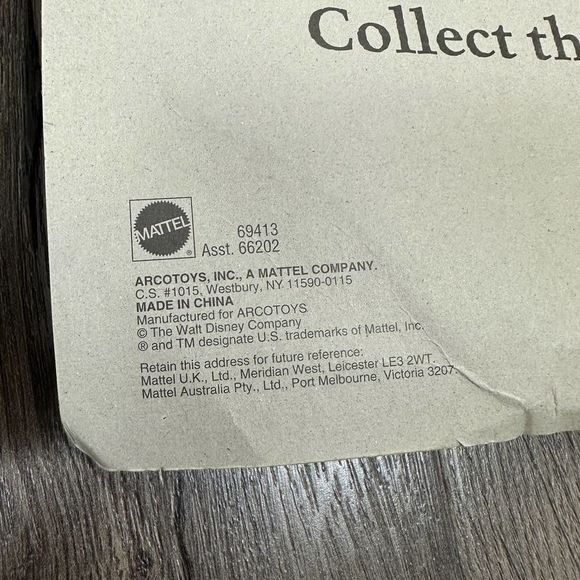 Collect th
MATTEL
®
69413
Asst. 66202
ARCOTOYS, INC., A MATTEL COMPANY.
C.S. #1015, Westbury, NY 11590-0115
MADE IN CHINA
Manufactured for ARCOTOYS
© The Walt Disney Company
® and TM designate U.S. trademarks of Mattel, Inc.
Retain this address for future reference:
Mattel U.K., Ltd., Meridian West, Leicester LE3 2WT.
Mattel Australia Pty., Ltd., Port Melbourne, Victoria 3207.